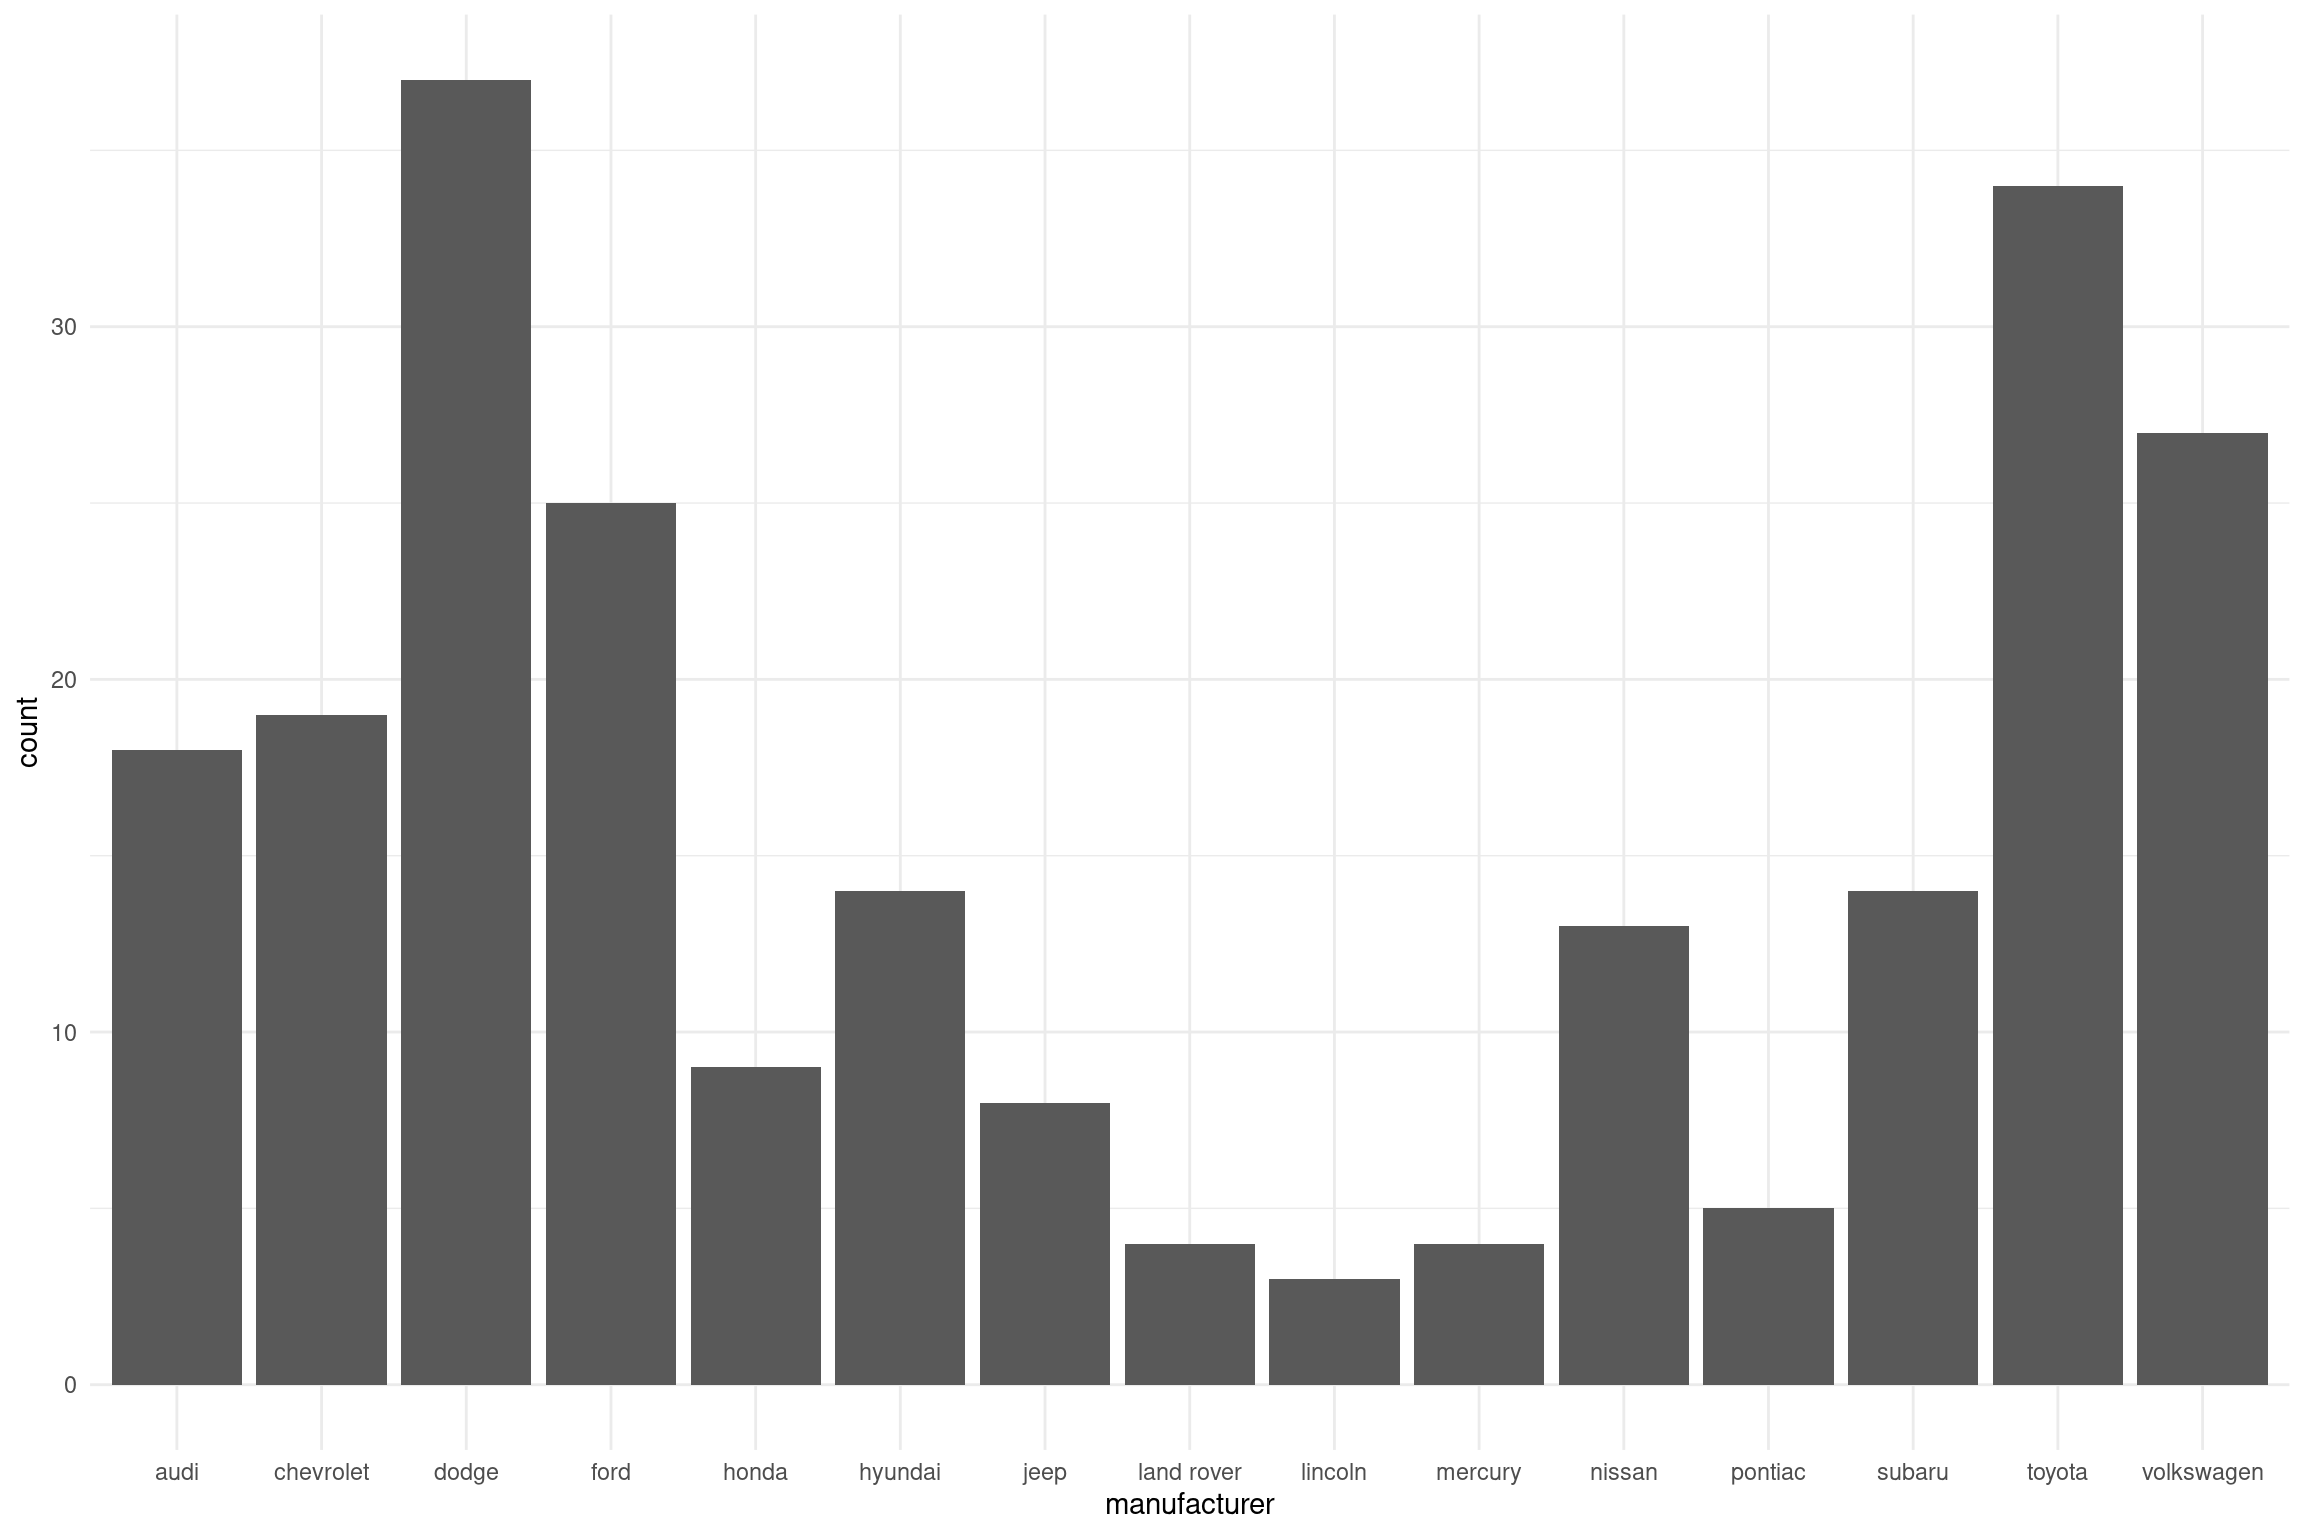 30
20
10
0
count
audi chevrolet dodge ford honda hyundai jeep land rover lincoln mercury nissan pontiac subaru toyota volkswagen
manufacturer